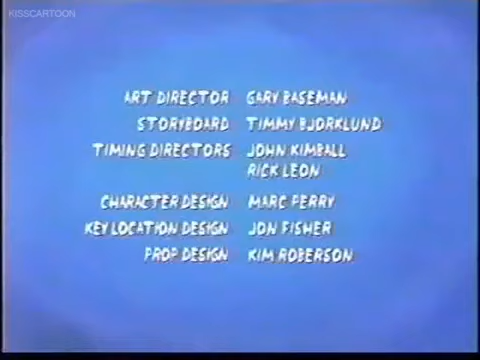 KISSCARTOON
ART DIRECTOR GARY BASEMAN
STORYBOARD TIMMY BJORKLUND
TIMING DIRECTORS JOHN KIMBALL
RICK LEON
CHARACTER DESIGN MARC PERRY
KEY LOCATION DESIGN JON FISHER
PROP DESIGN KIM ROBERSON